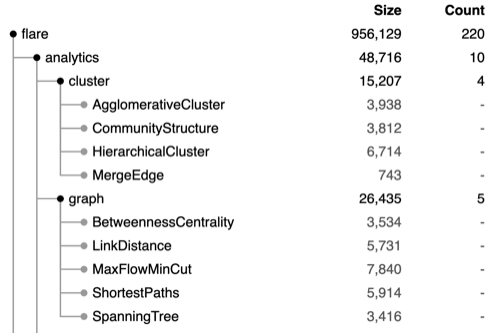 Size Count
flare 956,129 220
analytics 48,716 10
cluster 15,207 4
AgglomerativeCluster 3,938 -
CommunityStructure 3,812 -
HierarchicalCluster 6,714 -
MergeEdge 743 -
graph 26,435 5
BetweennessCentrality 3,534 -
LinkDistance 5,731 -
MaxFlowMinCut 7,840 -
ShortestPaths 5,914 -
SpanningTree 3,416 -